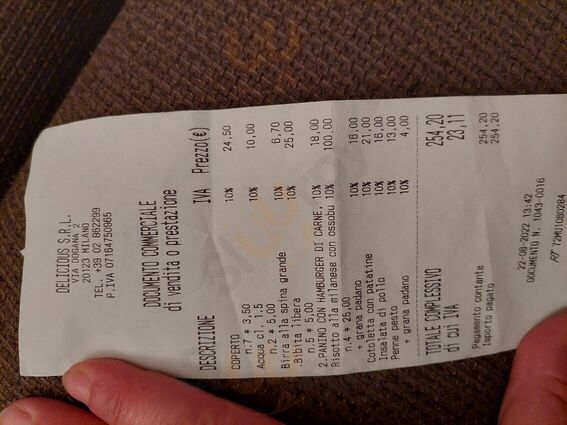 DELICIOUS S.R.L.
VIA DOGANA 2
20123 MILANO
TEL. +39 02 862299
P.IVA 07164750965
DOCUMENTO COMMERCIALE
di vendita o prestazione
DESCRIZIONE IVA Prezzo(€)
COPERTO 10% 24,50
n.7 * 3,50
Acqua cl. 1,5 10% 10,00
n.2 * 5,00
Birra alla spina grande 10% 6,70
.Bibita libera 10% 25,00
n.5 * 5,00
2.PANINO CON HAMBURGER DI CARNE, 10% 18,00
Risotto alla milanese con ossobu 10% 100,00
n.4 * 25,00
+ grana padano 10% 16,00
Cotoletta con patatine 10% 21,00
Insalata di pollo 10% 16,00
Penne pesto 10% 13,00
+ grana padano 10% 4,00
TOTALE COMPLESSIVO 254,20
di cui IVA 23,11
Pagamento contante 254,20
Importo pagato 254,20
22-08-2022 13:42
DOCUMENTO N. 1043-0016
RT 72MU1080284